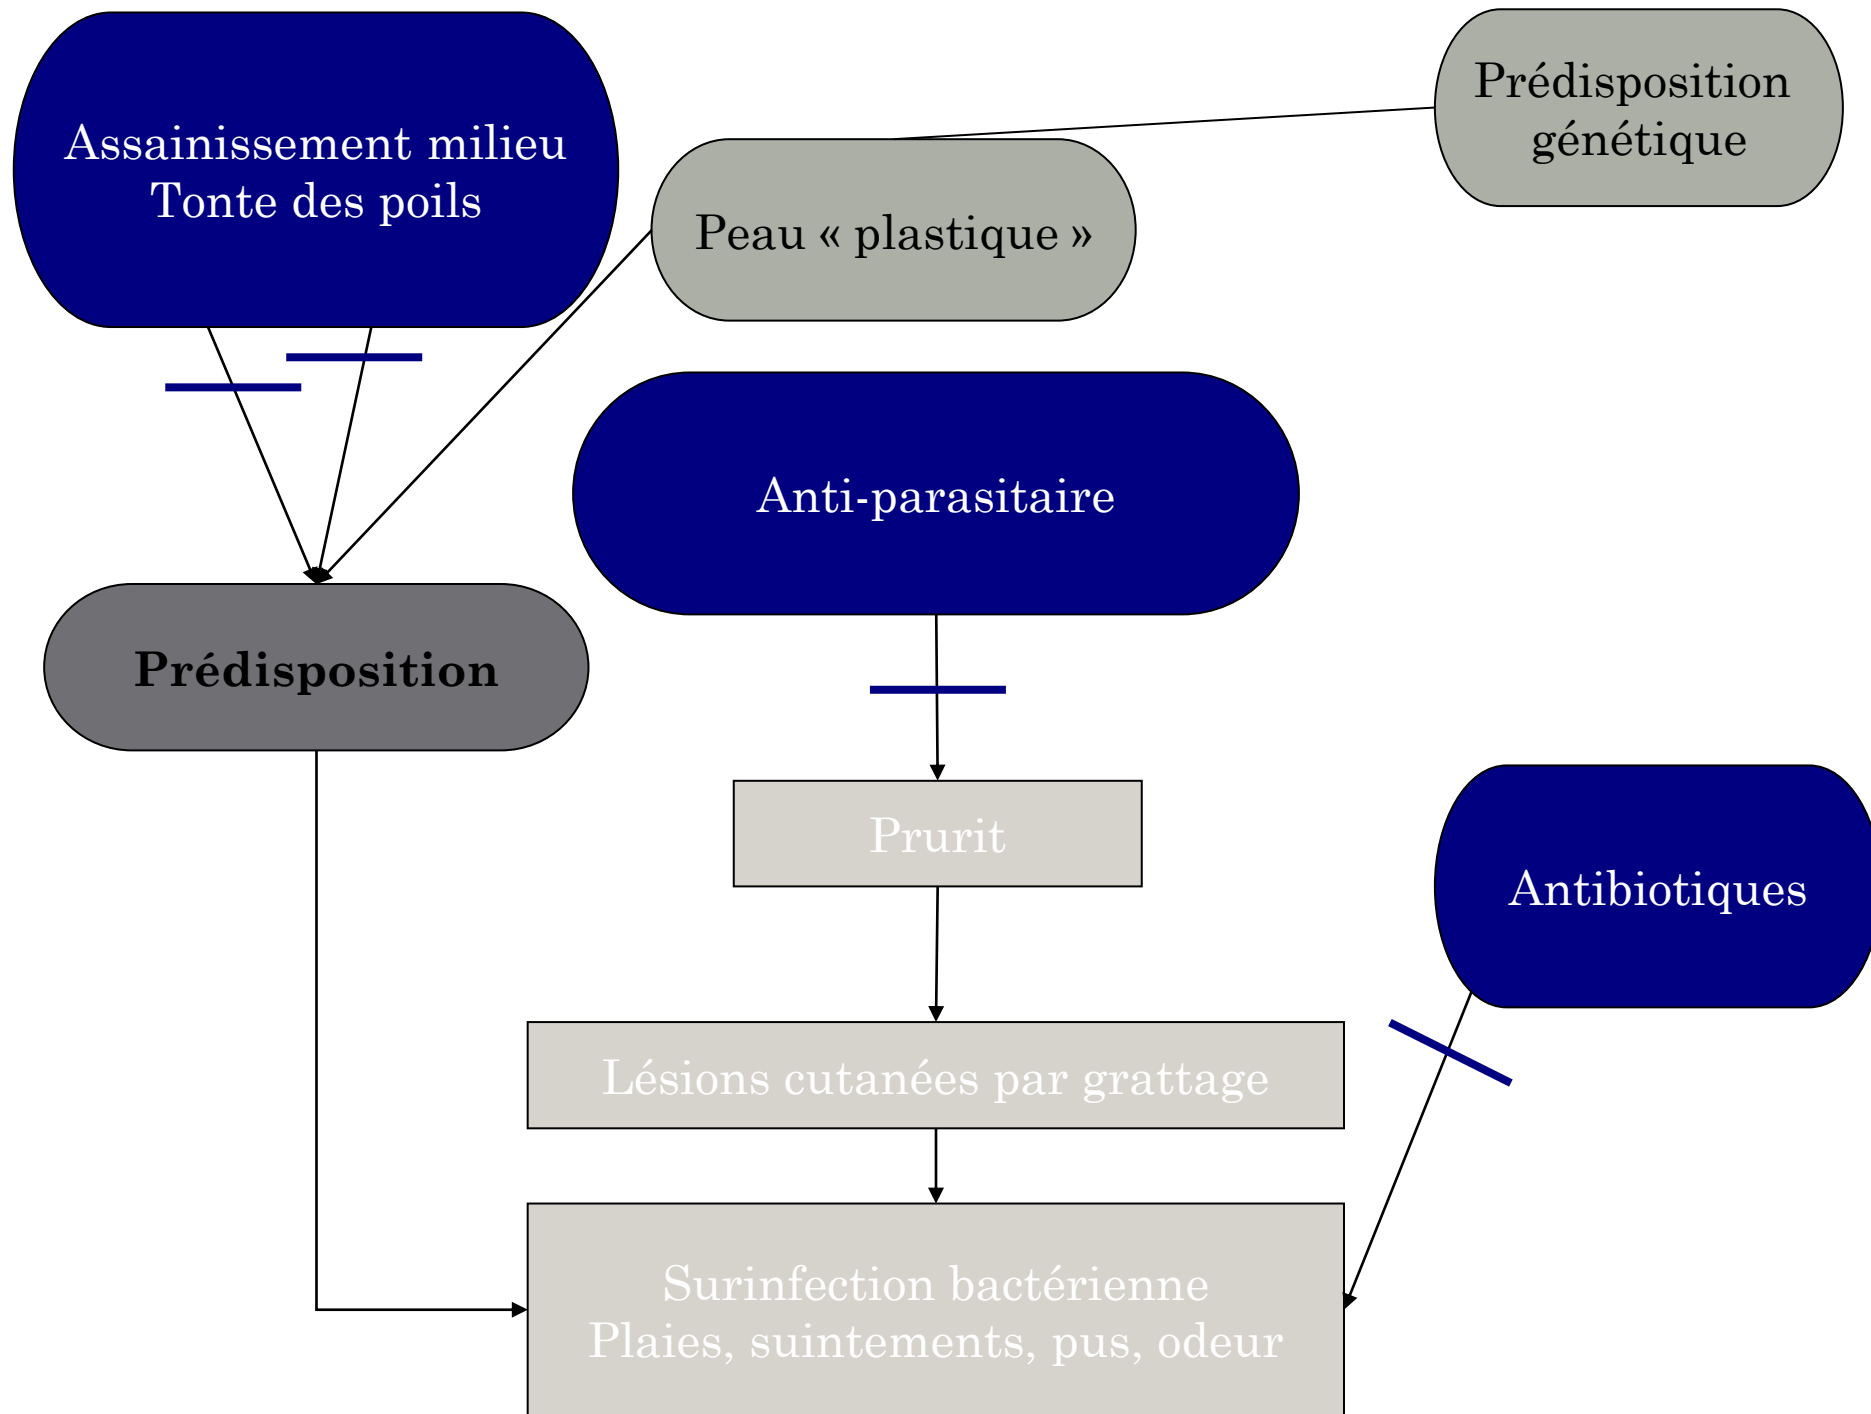 Assainissement milieu
Tonte des poils
Prédisposition
génétique
Peau « plastique »
Anti-parasitaire
Prédisposition
Prurit
Antibiotiques
Lésions cutanées par grattage
Surinfection bactérienne
Plaies, suintements, pus, odeur